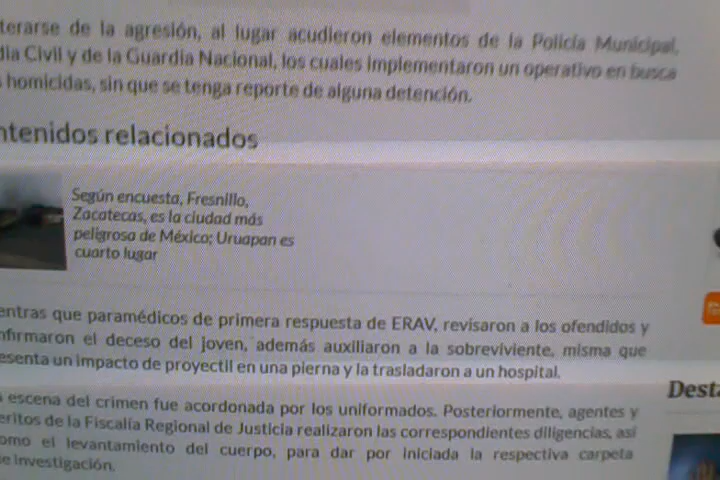 terarse de la agresión, al lugar acudieron elementos de la Policía Municipal,
dia Civil y de la Guardia Nacional, los cuales implementaron un operativo en busca
s homicidas, sin que se tenga reporte de alguna detención.
ntenidos relacionados
Según encuesta, Fresnillo,
Zacatecas, es la ciudad más
peligrosa de México; Uruapan es
cuarto lugar
entras que paramédicos de primera respuesta de ERAV, revisaron a los ofendidos y
nfirmaron el deceso del joven, además auxiliaron a la sobreviviente, misma que
esenta un impacto de proyectil en una pierna y la trasladaron a un hospital.
Desta
a escena del crimen fue acordonada por los uniformados. Posteriormente, agentes y
eritos de la Fiscalía Regional de Justicia realizaron las correspondientes diligencias, así
omo el levantamiento del cuerpo, para dar por iniciada la respectiva carpeta
e investigación.